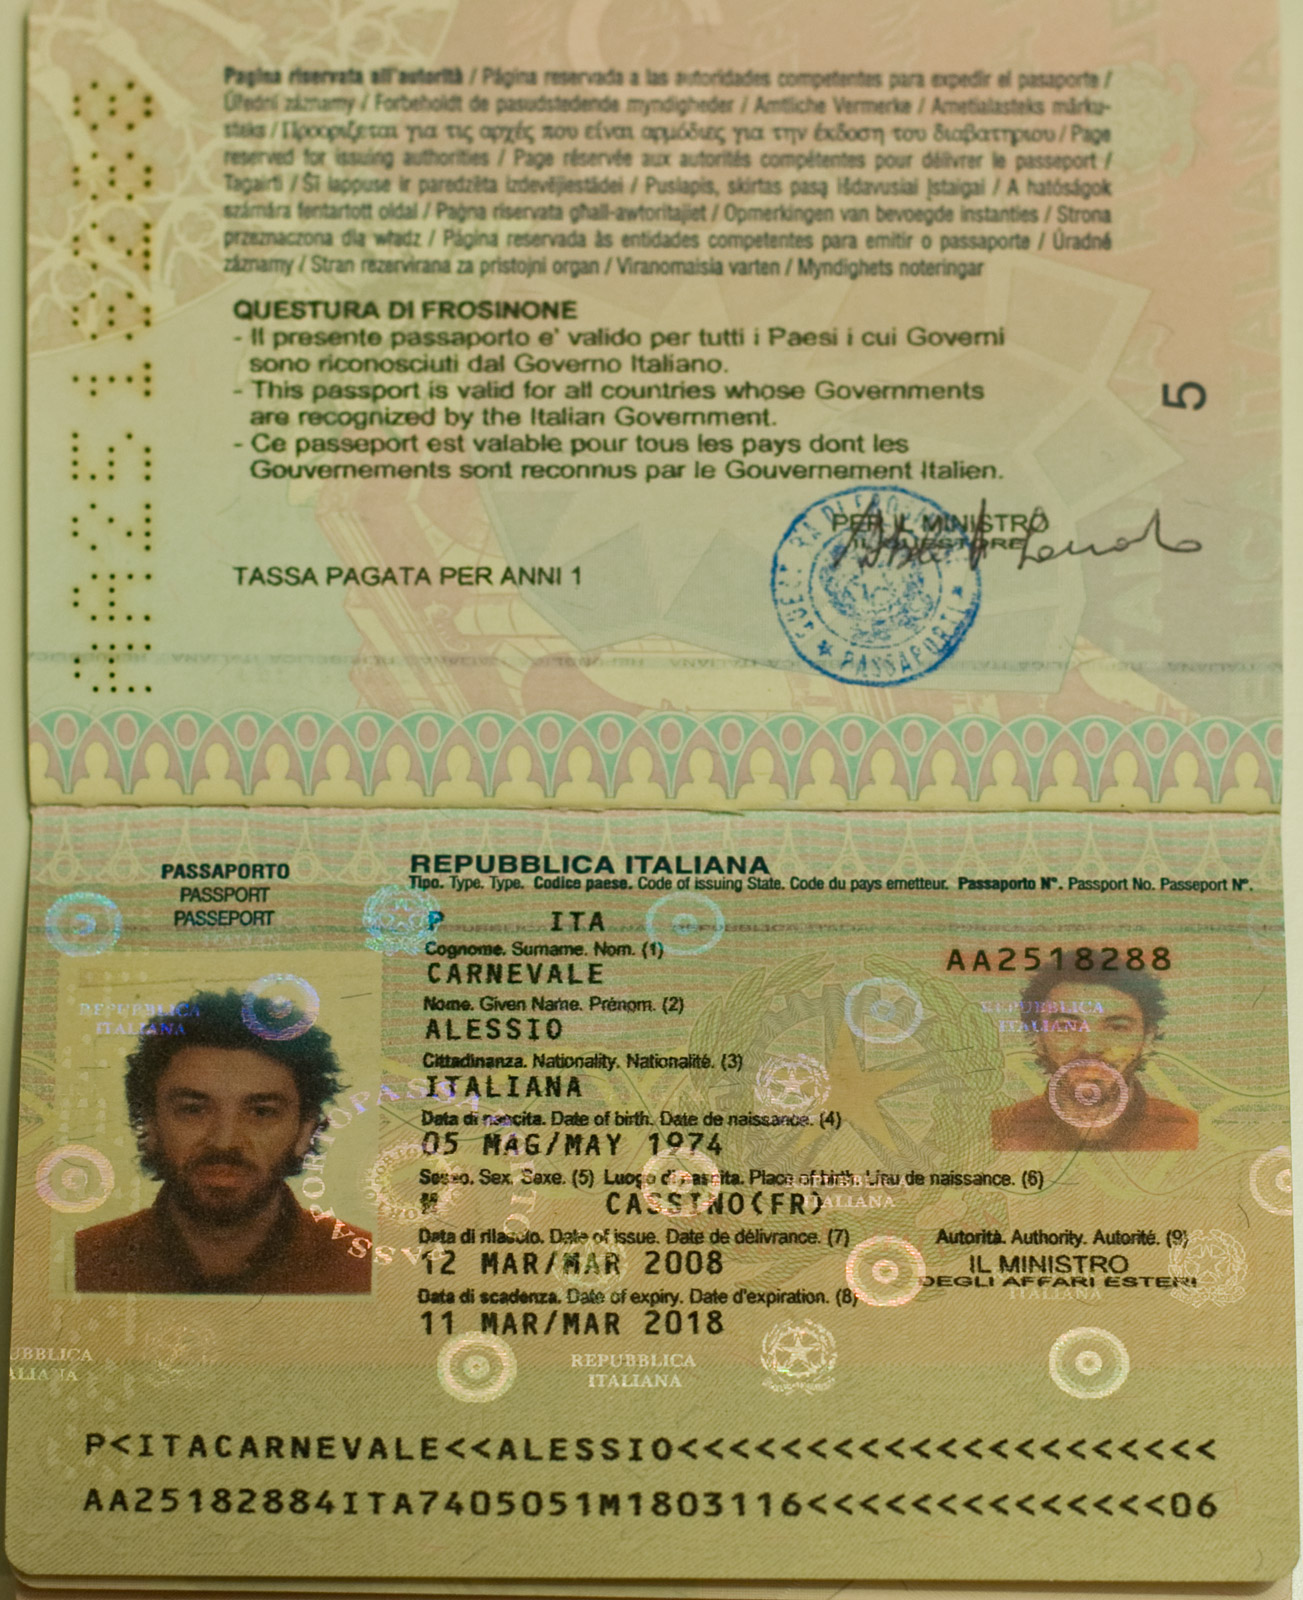 Pagina riservata all'autorità / Página reservada a las autoridades competentes para expedir el pasaporte /
Úřední záznamy / Forbeholdt de pasudstedende myndigheder / Amtliche Vermerke / Ametialasteks märku-
steks / Προορίζεται για τις αρχές που είναι αρμόδιες για την έκδοση του διαβατηριου / Page
reserved for issuing authorities / Page réservée aux autorités compétentes pour délivrer le passeport /
Tagairtí / Šī lappuse ir paredzēta izdevējiestādei / Puslapis, skirtas pasą išdavusiai įstaigai / A hatóságok
számára fentartott oldal / Paġna riservata għall-awtoritajiet / Opmerkingen van bevoegde instanties / Strona
przeznaczona dla władz / Página reservada às entidades competentes para emitir o passaporte / Úradné
záznamy / Stran rezervirana za pristojni organ / Viranomaisia varten / Myndighets noteringar
QUESTURA DI FROSINONE
- Il presente passaporto e' valido per tutti i Paesi i cui Governi
sono riconosciuti dal Governo Italiano.
- This passport is valid for all countries whose Governments
are recognized by the Italian Government.
- Ce passeport est valable pour tous les pays dont les
Gouvernements sont reconnus par le Gouvernement Italien.
5
PER IL MINISTRO
IL QUESTORE
TASSA PAGATA PER ANNI 1
PASSAPORTI
PASSAPORTO
PASSPORT
PASSEPORT
REPUBBLICA ITALIANA
Tipo. Type. Type. Codice paese. Code of issuing State. Code du pays emetteur. Passaporto N°. Passport No. Passeport N°.
P ITA
AA2518288
Cognome. Surname. Nom. (1)
CARNEVALE
Nome. Given Name. Prénom. (2)
ALESSIO
Cittadinanza. Nationality. Nationalité. (3)
ITALIANA
Data di nascita. Date of birth. Date de naissance. (4)
05 MAG/MAY 1974
Sesso. Sex. Sexe. (5) Luogo di nascita. Place of birth. Lieu de naissance. (6)
M CASSINO(FR)
Data di rilascio. Date of issue. Date de délivrance. (7)
12 MAR/MAR 2008
Autorità. Authority. Autorité. (9)
IL MINISTRO
DEGLI AFFARI ESTERI
Data di scadenza. Date of expiry. Date d'expiration. (8)
11 MAR/MAR 2018
REPUBBLICA
ITALIANA
P<ITACARNEVALE<<ALESSIO<<<<<<<<<<<<<<<<<<<<<
AA25182884ITA7405051M1803116<<<<<<<<<<<<<<06